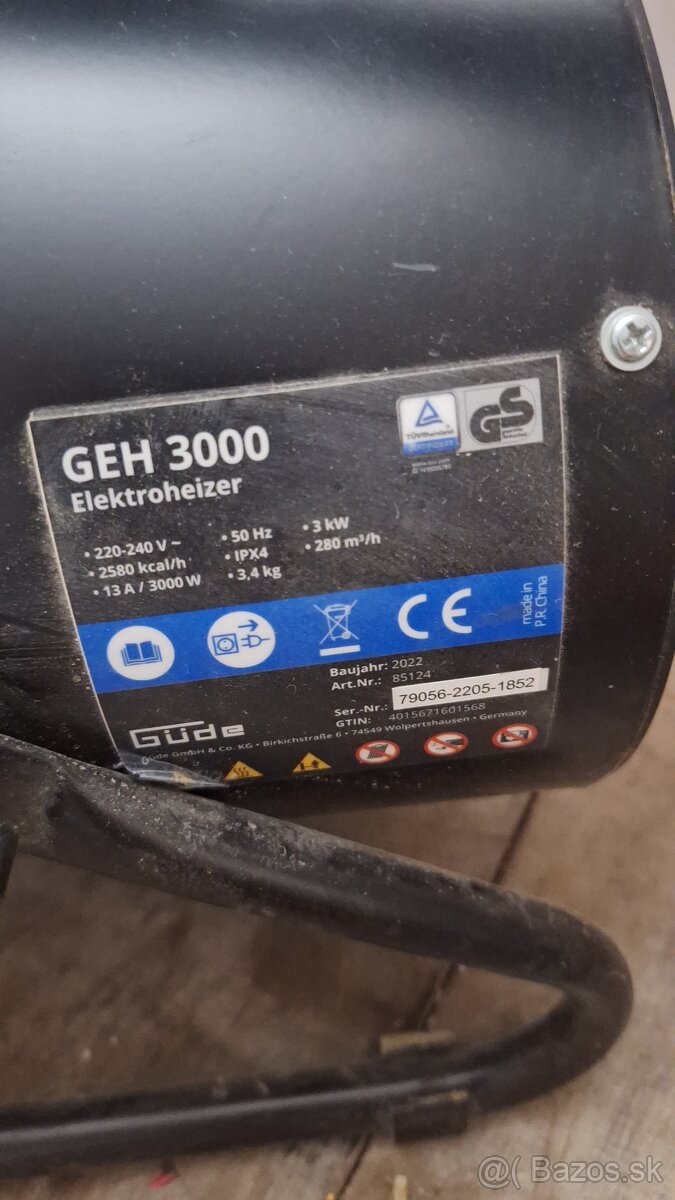 GEH 3000
Elektroheizer
TÜVRheinland
GS
• 220-240 V ~ • 50 Hz • 3 kW
• 2580 kcal/h • IPX4 • 280 m³/h
• 13 A / 3000 W • 3,4 kg
CE
made in
P.R. China
Baujahr: 2022
Art.Nr.: 85124
Ser.-Nr.: 79056-2205-1852
GTIN: 4015671601568
Güde
Güde GmbH & Co. KG • Birkichstraße 6 • 74549 Wolpertshausen • Germany
@( Bazos.sk